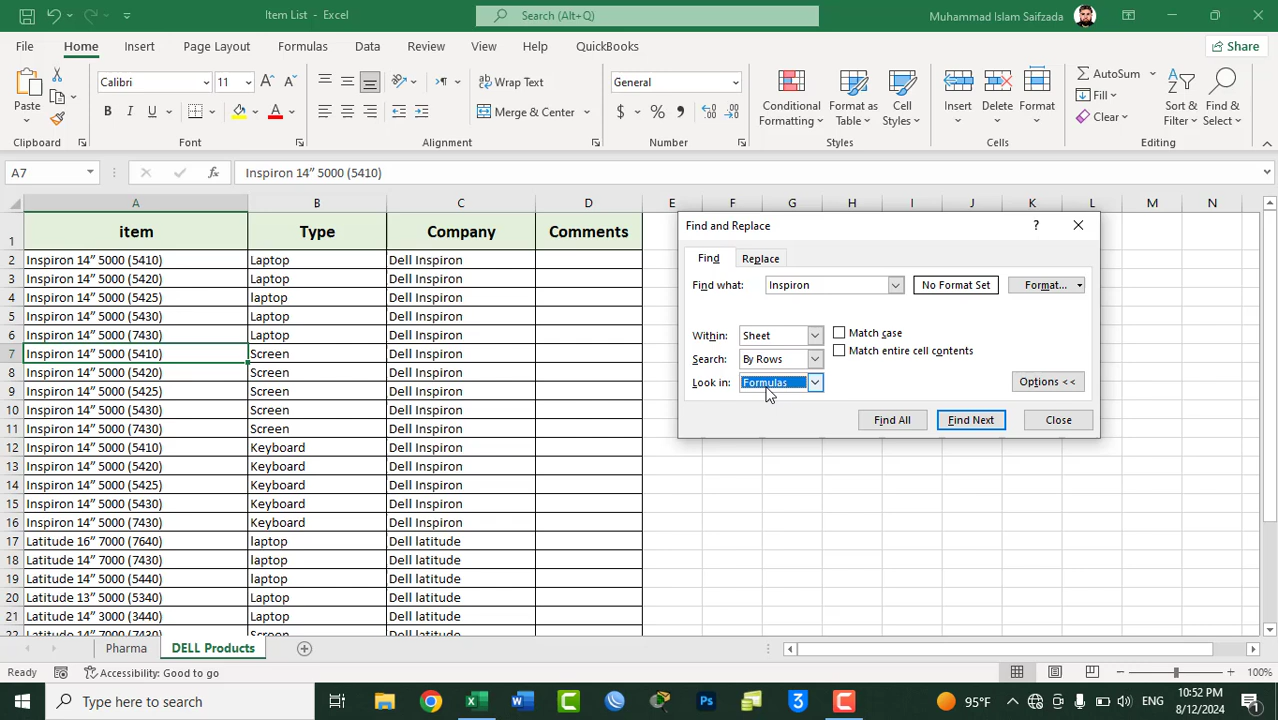 Item List - Excel
Search (Alt+Q)
Muhammad Islam Saifzada
File Home Insert Page Layout Formulas Data Review View Help QuickBooks Share
Calibri 11 Wrap Text General AutoSum
Paste B I U Merge & Center $ % , Conditional Formatting Format as Table Cell Styles Insert Delete Format Fill Clear Sort & Filter Find & Select
Clipboard Font Alignment Number Styles Cells Editing
A7 fx Inspiron 14” 5000 (5410)
A B C D E F G H I J K L M N
1 item Type Company Comments
2 Inspiron 14” 5000 (5410) Laptop Dell Inspiron
3 Inspiron 14” 5000 (5420) Laptop Dell Inspiron
4 Inspiron 14” 5000 (5425) laptop Dell Inspiron
5 Inspiron 14” 5000 (5430) Laptop Dell Inspiron
6 Inspiron 14” 5000 (7430) Laptop Dell Inspiron
7 Inspiron 14” 5000 (5410) Screen Dell Inspiron
8 Inspiron 14” 5000 (5420) Screen Dell Inspiron
9 Inspiron 14” 5000 (5425) Screen Dell Inspiron
10 Inspiron 14” 5000 (5430) Screen Dell Inspiron
11 Inspiron 14” 5000 (7430) Screen Dell Inspiron
12 Inspiron 14” 5000 (5410) Keyboard Dell Inspiron
13 Inspiron 14” 5000 (5420) Keyboard Dell Inspiron
14 Inspiron 14” 5000 (5425) Keyboard Dell Inspiron
15 Inspiron 14” 5000 (5430) Keyboard Dell Inspiron
16 Inspiron 14” 5000 (7430) Keyboard Dell Inspiron
17 Latitude 16” 7000 (7640) laptop Dell latitude
18 Latitude 14” 7000 (7430) laptop Dell latitude
19 Latitude 14” 5000 (5440) laptop Dell latitude
20 Latitude 13” 5000 (5340) Laptop Dell latitude
21 Latitude 14” 3000 (3440) Laptop Dell latitude
22 Latitude 14” 7000 (7430) Screen Dell latitude
Find and Replace ?
Find Replace
Find what: Inspiron No Format Set Format...
Within: Sheet Match case
Search: By Rows Match entire cell contents
Look in: Formulas Options <<
Find All Find Next Close
Pharma DELL Products
Ready Accessibility: Good to go 100%
Type here to search 95°F ENG 10:52 PM
8/12/2024